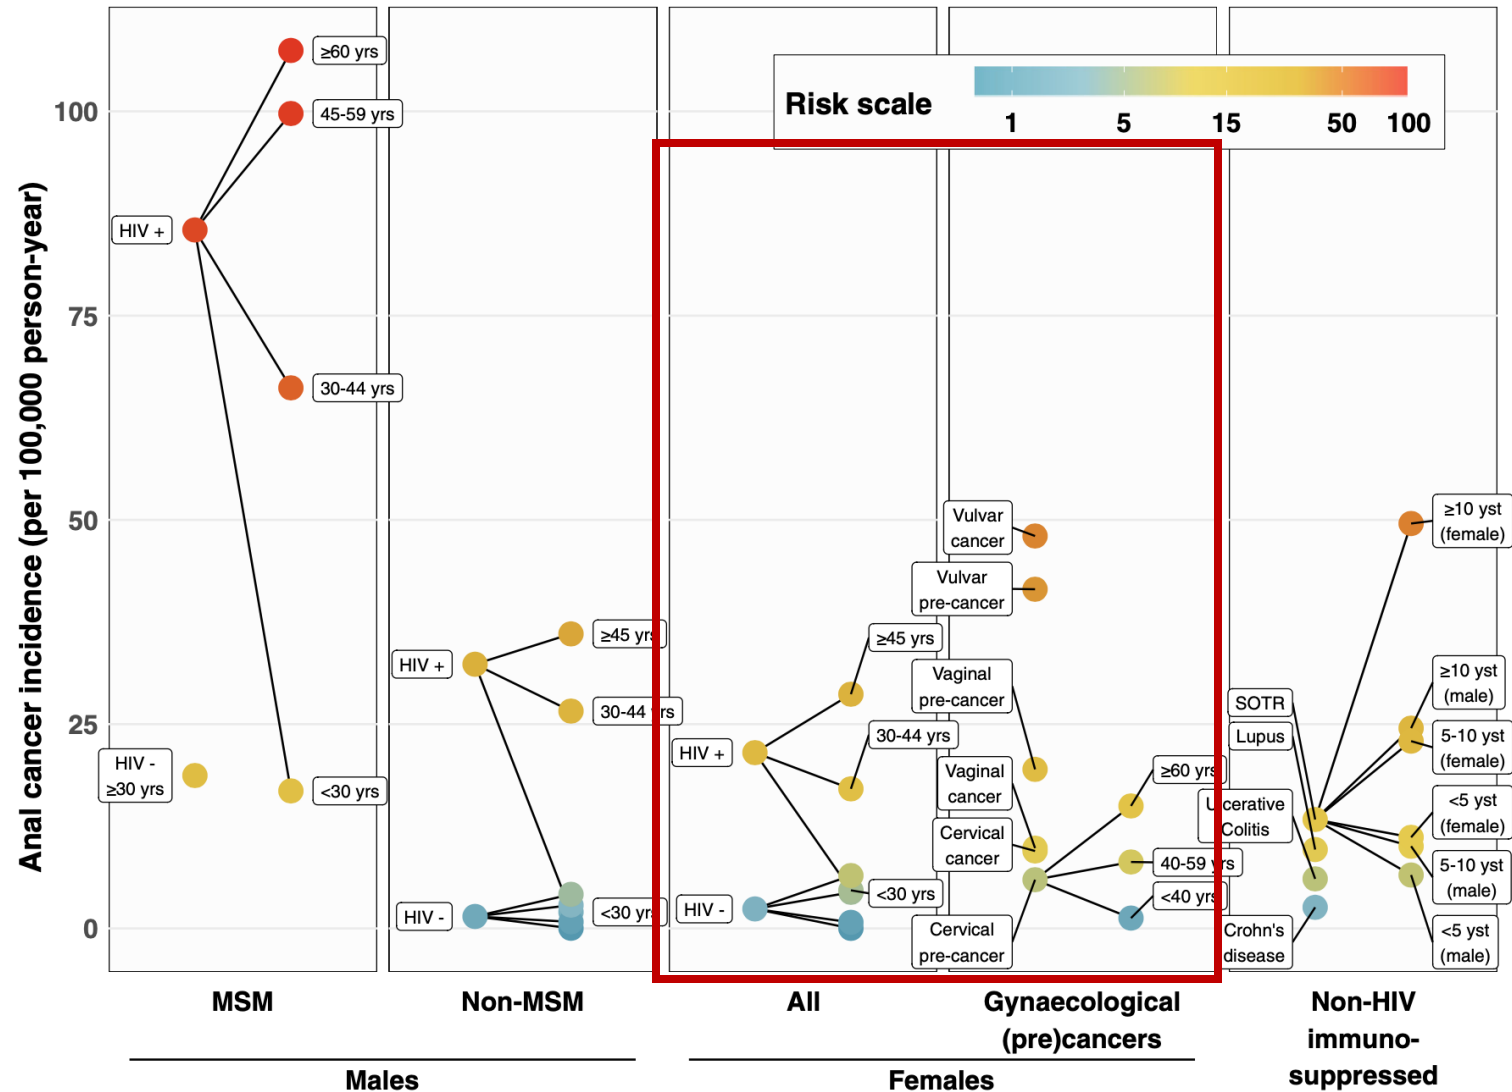 Anal cancer incidence (per 100,000 person-year)
100
75
50
25
0
Risk scale
1
5
15
50
100
≥60 yrs
45-59 yrs
HIV +
30-44 yrs
HIV -
≥30 yrs
<30 yrs
≥45 yrs
HIV +
30-44 yrs
HIV -
<30 yrs
≥45 yrs
30-44 yrs
HIV +
<30 yrs
HIV -
Vulvar
cancer
Vulvar
pre-cancer
Vaginal
pre-cancer
Vaginal
cancer
Cervical
cancer
Cervical
pre-cancer
≥60 yrs
40-59 yrs
<40 yrs
SOTR
Lupus
Ulcerative
Colitis
Crohn's
disease
≥10 yst
(female)
≥10 yst
(male)
5-10 yst
(female)
<5 yst
(female)
5-10 yst
(male)
<5 yst
(male)
MSM
Non-MSM
All
Gynaecological
(pre)cancers
Non-HIV
immuno-
suppressed
Males
Females